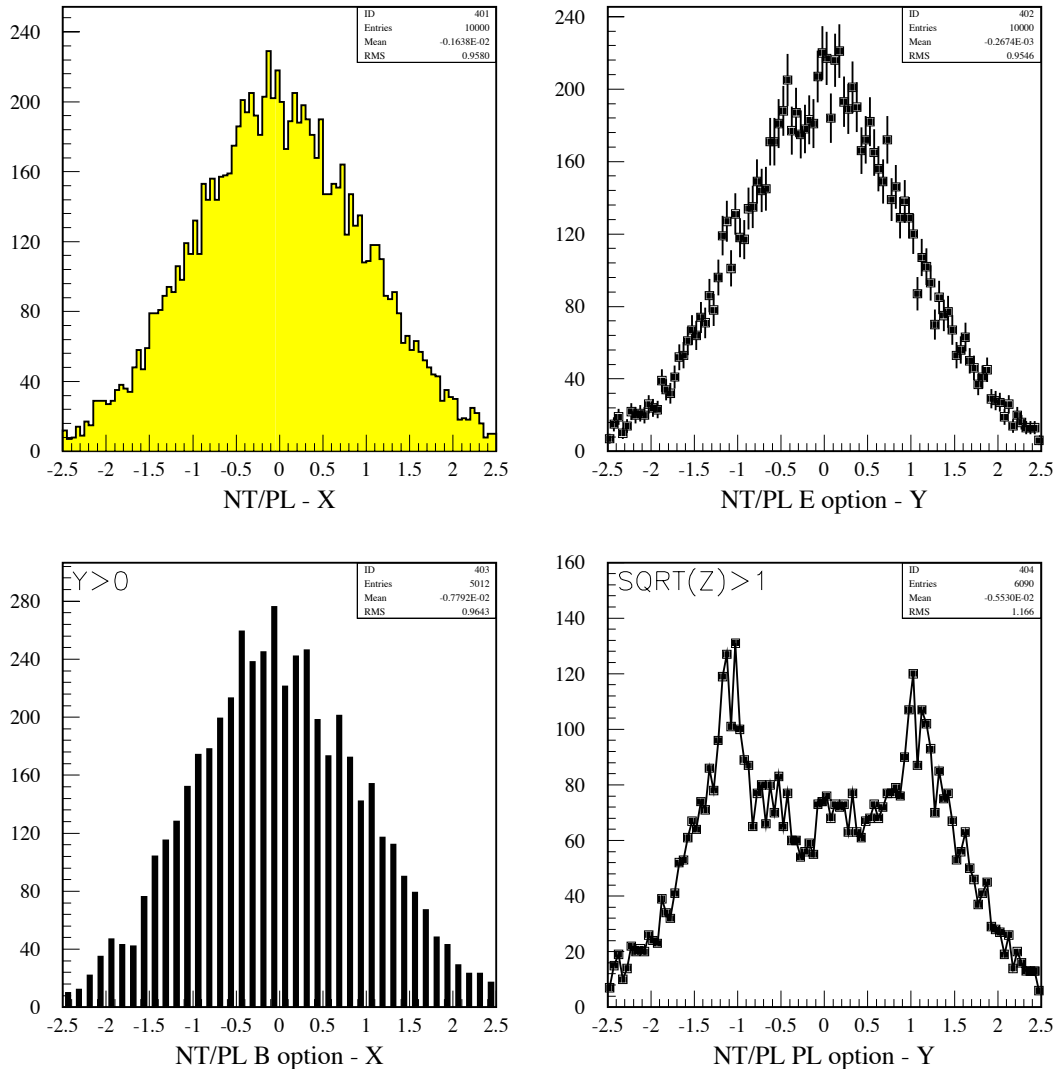 ID 401
Entries 10000
Mean -0.1638E-02
RMS 0.9580
240
200
160
120
80
40
0
-2.5 -2 -1.5 -1 -0.5 0 0.5 1 1.5 2 2.5
NT/PL - X
ID 402
Entries 10000
Mean -0.2674E-03
RMS 0.9546
240
200
160
120
80
40
0
-2.5 -2 -1.5 -1 -0.5 0 0.5 1 1.5 2 2.5
NT/PL E option - Y
Y>0
ID 403
Entries 5012
Mean -0.7792E-02
RMS 0.9643
280
240
200
160
120
80
40
0
-2.5 -2 -1.5 -1 -0.5 0 0.5 1 1.5 2 2.5
NT/PL B option - X
SQRT(Z)>1
ID 404
Entries 6090
Mean -0.5530E-02
RMS 1.166
160
140
120
100
80
60
40
20
0
-2.5 -2 -1.5 -1 -0.5 0 0.5 1 1.5 2 2.5
NT/PL PL option - Y